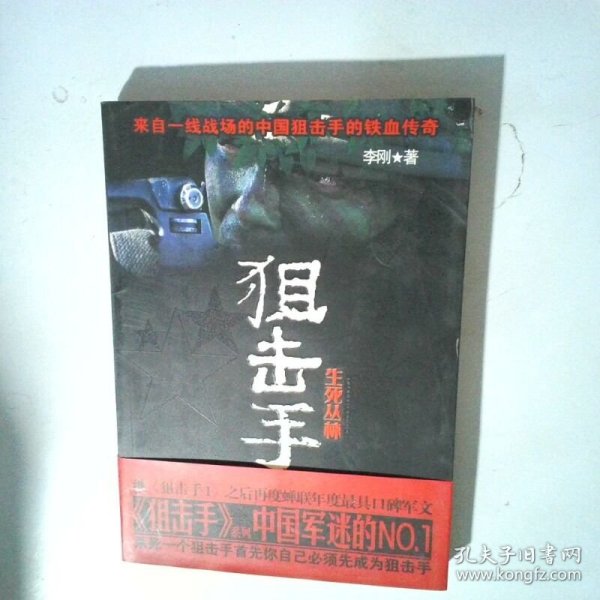 来自一线战场的中国狙击手的铁血传奇
李刚★著
狙击手
生死丛林
继《狙击手1》之后再度蝉联年度最具口碑军文
《狙击手》系列 中国军迷的NO.1
一个狙击手首先你自己必须先成为狙击手
孔夫子旧书网
www.kongfz.com